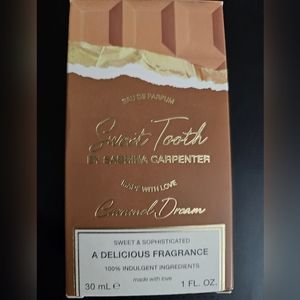 EAU DE PARFUM
Sweet Tooth
BY SABRINA CARPENTER
MADE WITH LOVE
Caramel Dream
SWEET & SOPHISTICATED
A DELICIOUS FRAGRANCE
100% INDULGENT INGREDIENTS
made with love
30 mL e 1 FL. OZ.